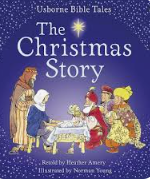 Usborne Bible Tales
The
Christmas
Story
Retold by Heather Amery
Illustrated by Norman Young